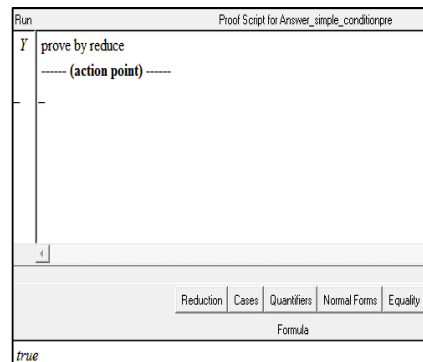 Run Proof Script for Answer_simple_conditionpre
Y prove by reduce
------ (action point) ------
Reduction Cases Quantifiers Normal Forms Equality
Formula
true